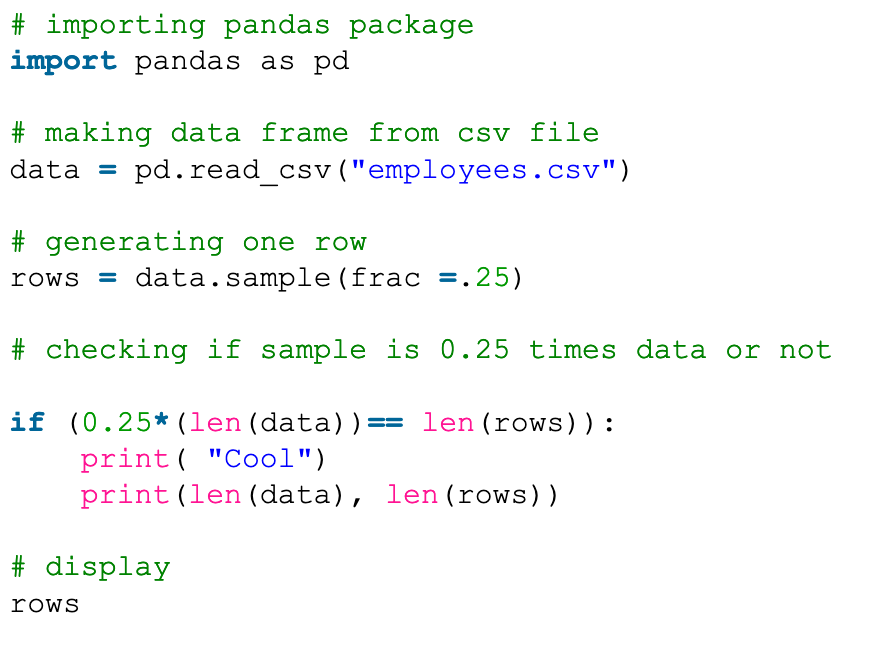 # importing pandas package
import pandas as pd
# making data frame from csv file
data = pd.read_csv("employees.csv")
# generating one row
rows = data.sample(frac =.25)
# checking if sample is 0.25 times data or not
if (0.25*(len(data))== len(rows)):
    print( "Cool")
    print(len(data), len(rows))
# display
rows